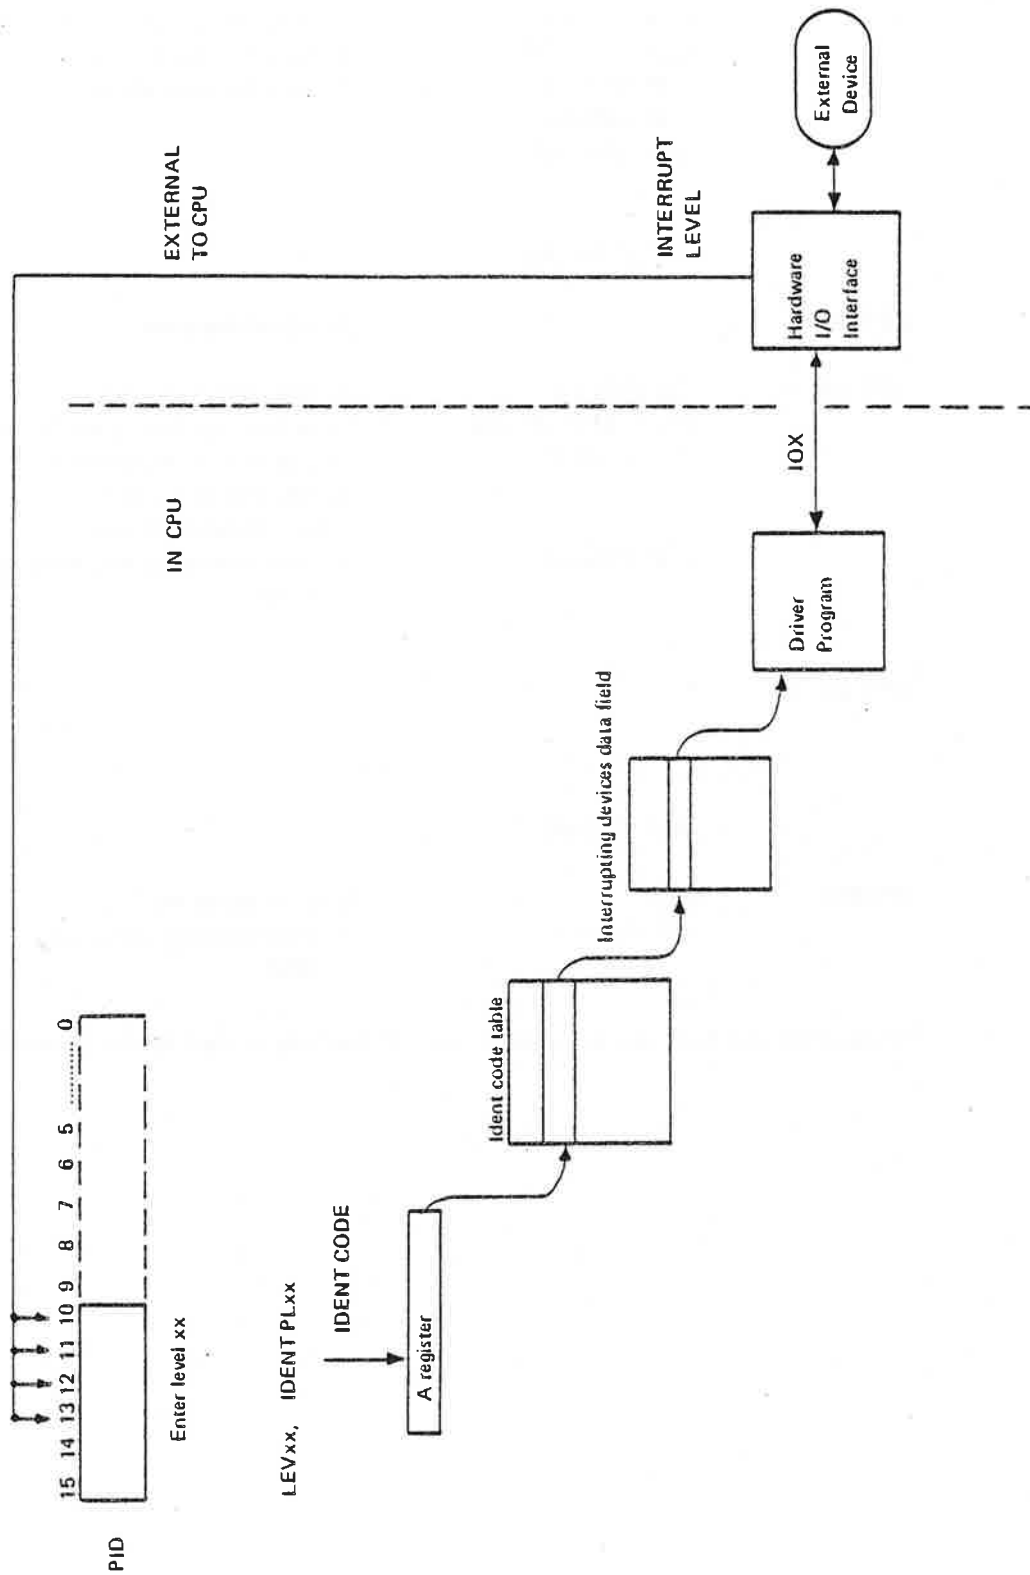 PID
15 14 13 12 11 10 9 8 7 6 5 .......... 0
Enter level xx
IN CPU
EXTERNAL
TO CPU
LEVxx, IDENT PLxx
IDENT CODE
A register
Ident code table
Interrupting devices data field
Driver
Program
IOX
INTERRUPT
LEVEL
Hardware
I/O
Interface
External
Device